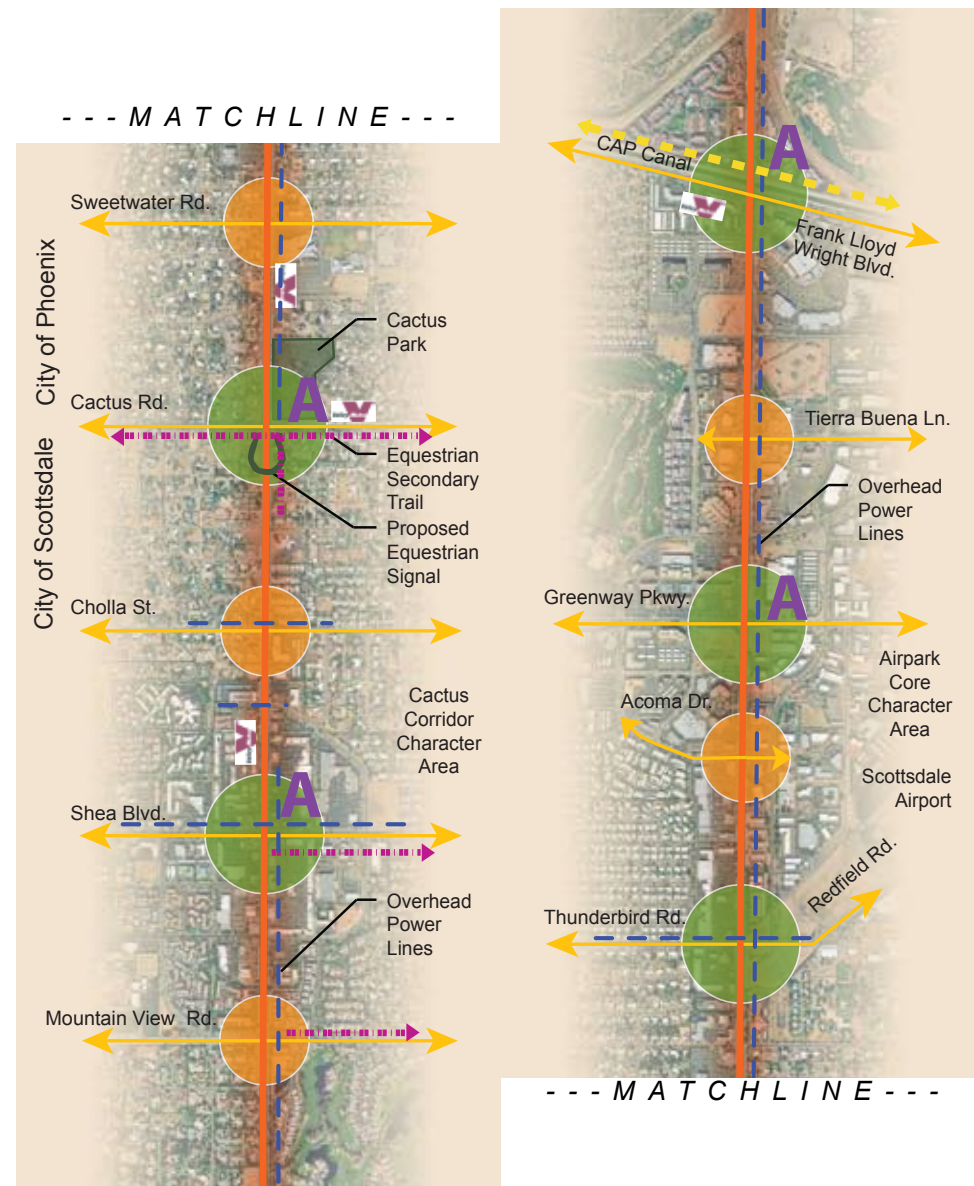 - - - M A T C H L I N E - - -
Sweetwater Rd.
City of Phoenix
Cactus
Park
A
Cactus Rd.
Equestrian
Secondary
Trail
Proposed
Equestrian
Signal
City of Scottsdale
Cholla St.
Cactus
Corridor
Character
Area
A
Shea Blvd.
Overhead
Power
Lines
Mountain View Rd.
A
CAP Canal
Frank Lloyd
Wright Blvd.
Tierra Buena Ln.
Overhead
Power
Lines
A
Greenway Pkwy.
Airpark
Core
Character
Area
Acoma Dr.
Scottsdale
Airport
Redfield Rd.
Thunderbird Rd.
- - - M A T C H L I N E - - -